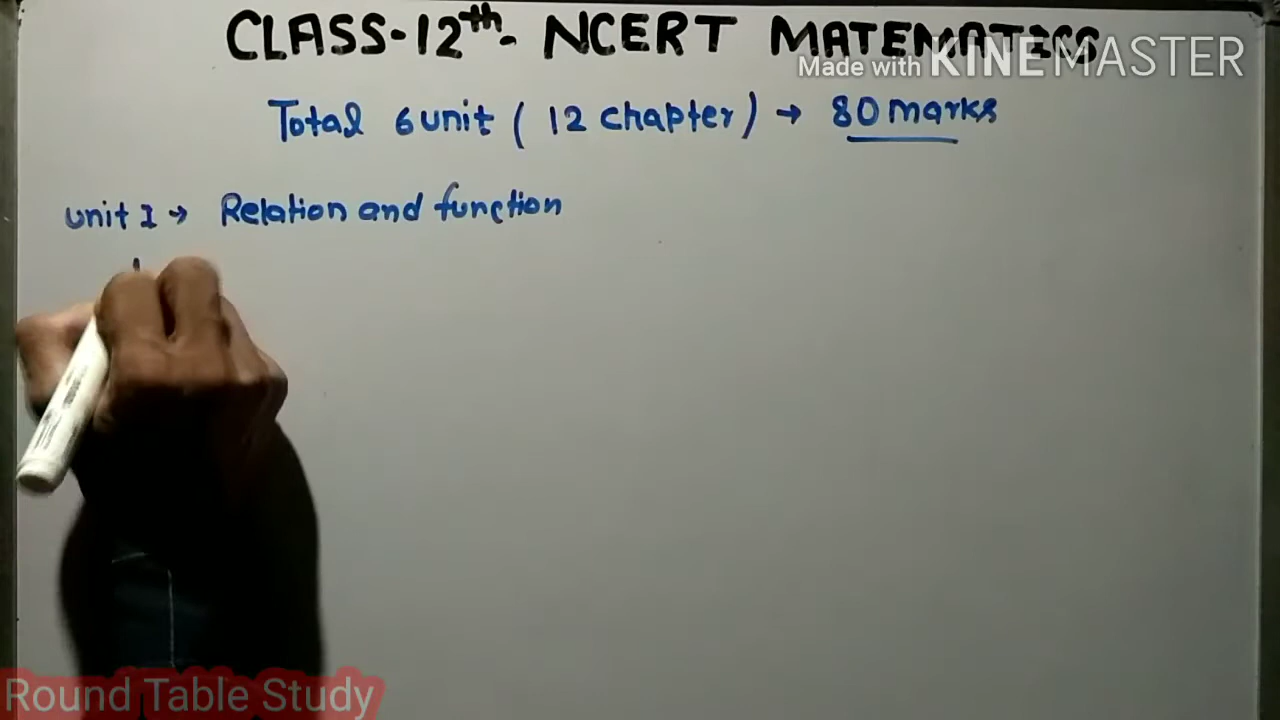 CLASS-12th- NCERT MATEMATICS
Made with KINEMASTER
Total 6 unit ( 12 chapter) → 80 marks
unit I → Relation and function
Round Table Study